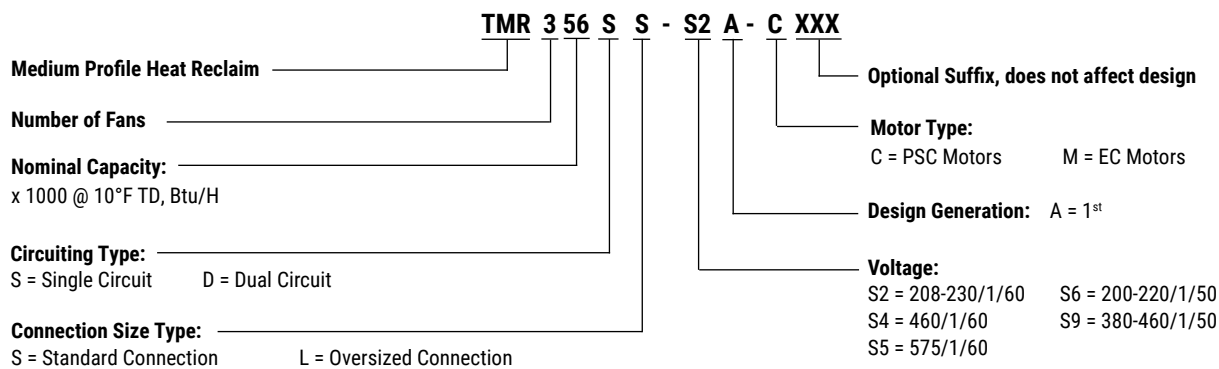 TMR 3 56 S S - S2 A - C XXX
Medium Profile Heat Reclaim
Number of Fans
Nominal Capacity:
x 1000 @ 10°F TD, Btu/H
Circuiting Type:
S = Single Circuit D = Dual Circuit
Connection Size Type:
S = Standard Connection L = Oversized Connection
Optional Suffix, does not affect design
Motor Type:
C = PSC Motors M = EC Motors
Design Generation: A = 1st
Voltage:
S2 = 208-230/1/60 S6 = 200-220/1/50
S4 = 460/1/60 S9 = 380-460/1/50
S5 = 575/1/60